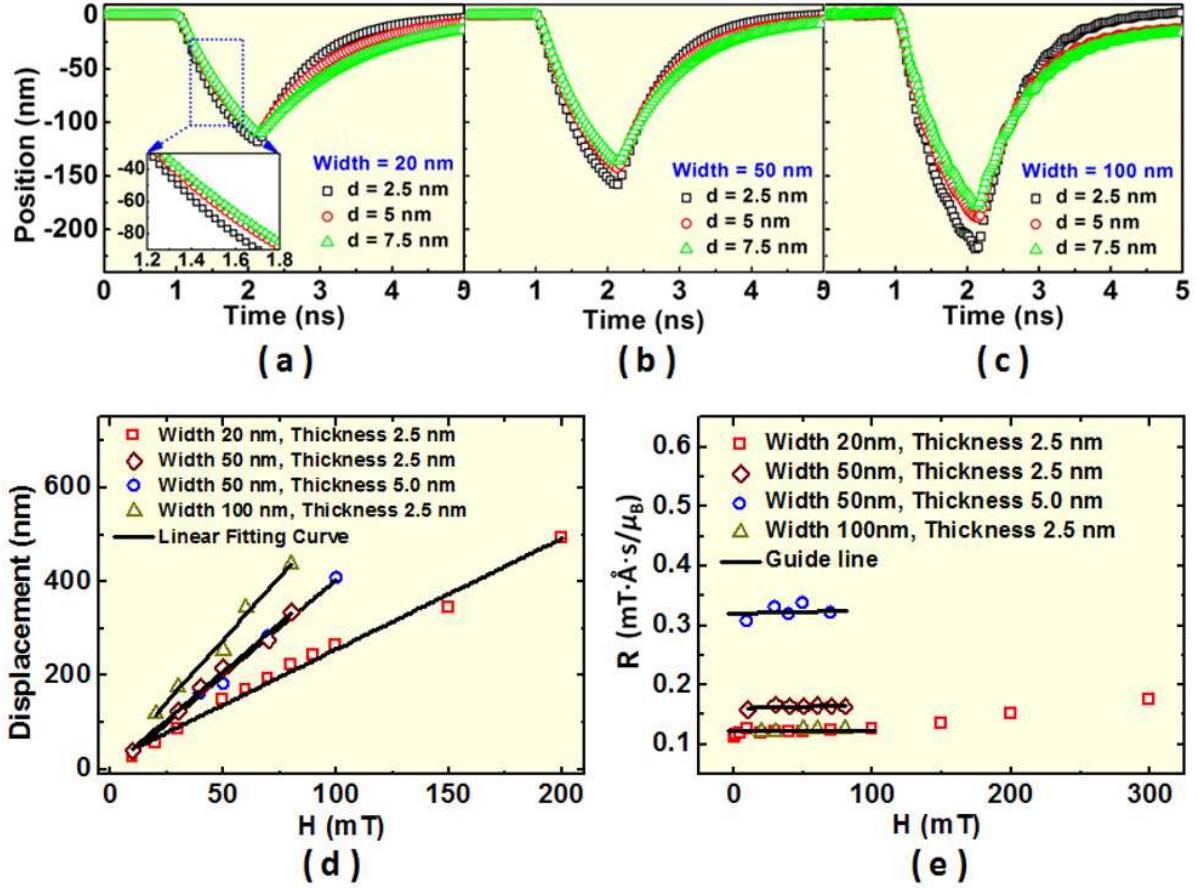 0
-50
-100
-150
-200
Position (nm)
-40
-60
-80
1.2 1.4 1.6 1.8
Width = 20 nm
d = 2.5 nm
d = 5 nm
d = 7.5 nm
0 1 2 3 4 5
Time (ns)
( a )
Width = 50 nm
d = 2.5 nm
d = 5 nm
d = 7.5 nm
1 2 3 4 5
Time (ns)
( b )
Width = 100 nm
d = 2.5 nm
d = 5 nm
d = 7.5 nm
1 2 3 4 5
Time (ns)
( c )
Width 20 nm, Thickness 2.5 nm
Width 50 nm, Thickness 2.5 nm
Width 50 nm, Thickness 5.0 nm
Width 100 nm, Thickness 2.5 nm
Linear Fitting Curve
600
400
200
0
Displacement (nm)
0 50 100 150 200
H (mT)
( d )
Width 20nm, Thickness 2.5 nm
Width 50nm, Thickness 2.5 nm
Width 50nm, Thickness 5.0 nm
Width 100nm, Thickness 2.5 nm
Guide line
0.6
0.5
0.4
0.3
0.2
0.1
R (mT·Å·s/μB)
0 100 200 300
H (mT)
( e )